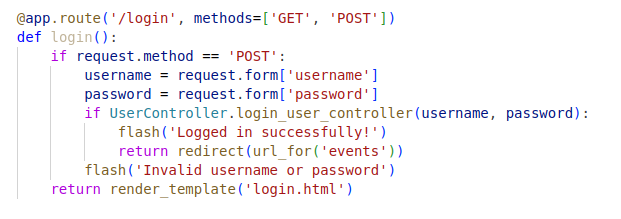 @app.route('/login', methods=['GET', 'POST'])
def login():
    if request.method == 'POST':
        username = request.form['username']
        password = request.form['password']
        if UserController.login_user_controller(username, password):
            flash('Logged in successfully!')
            return redirect(url_for('events'))
        flash('Invalid username or password')
    return render_template('login.html')